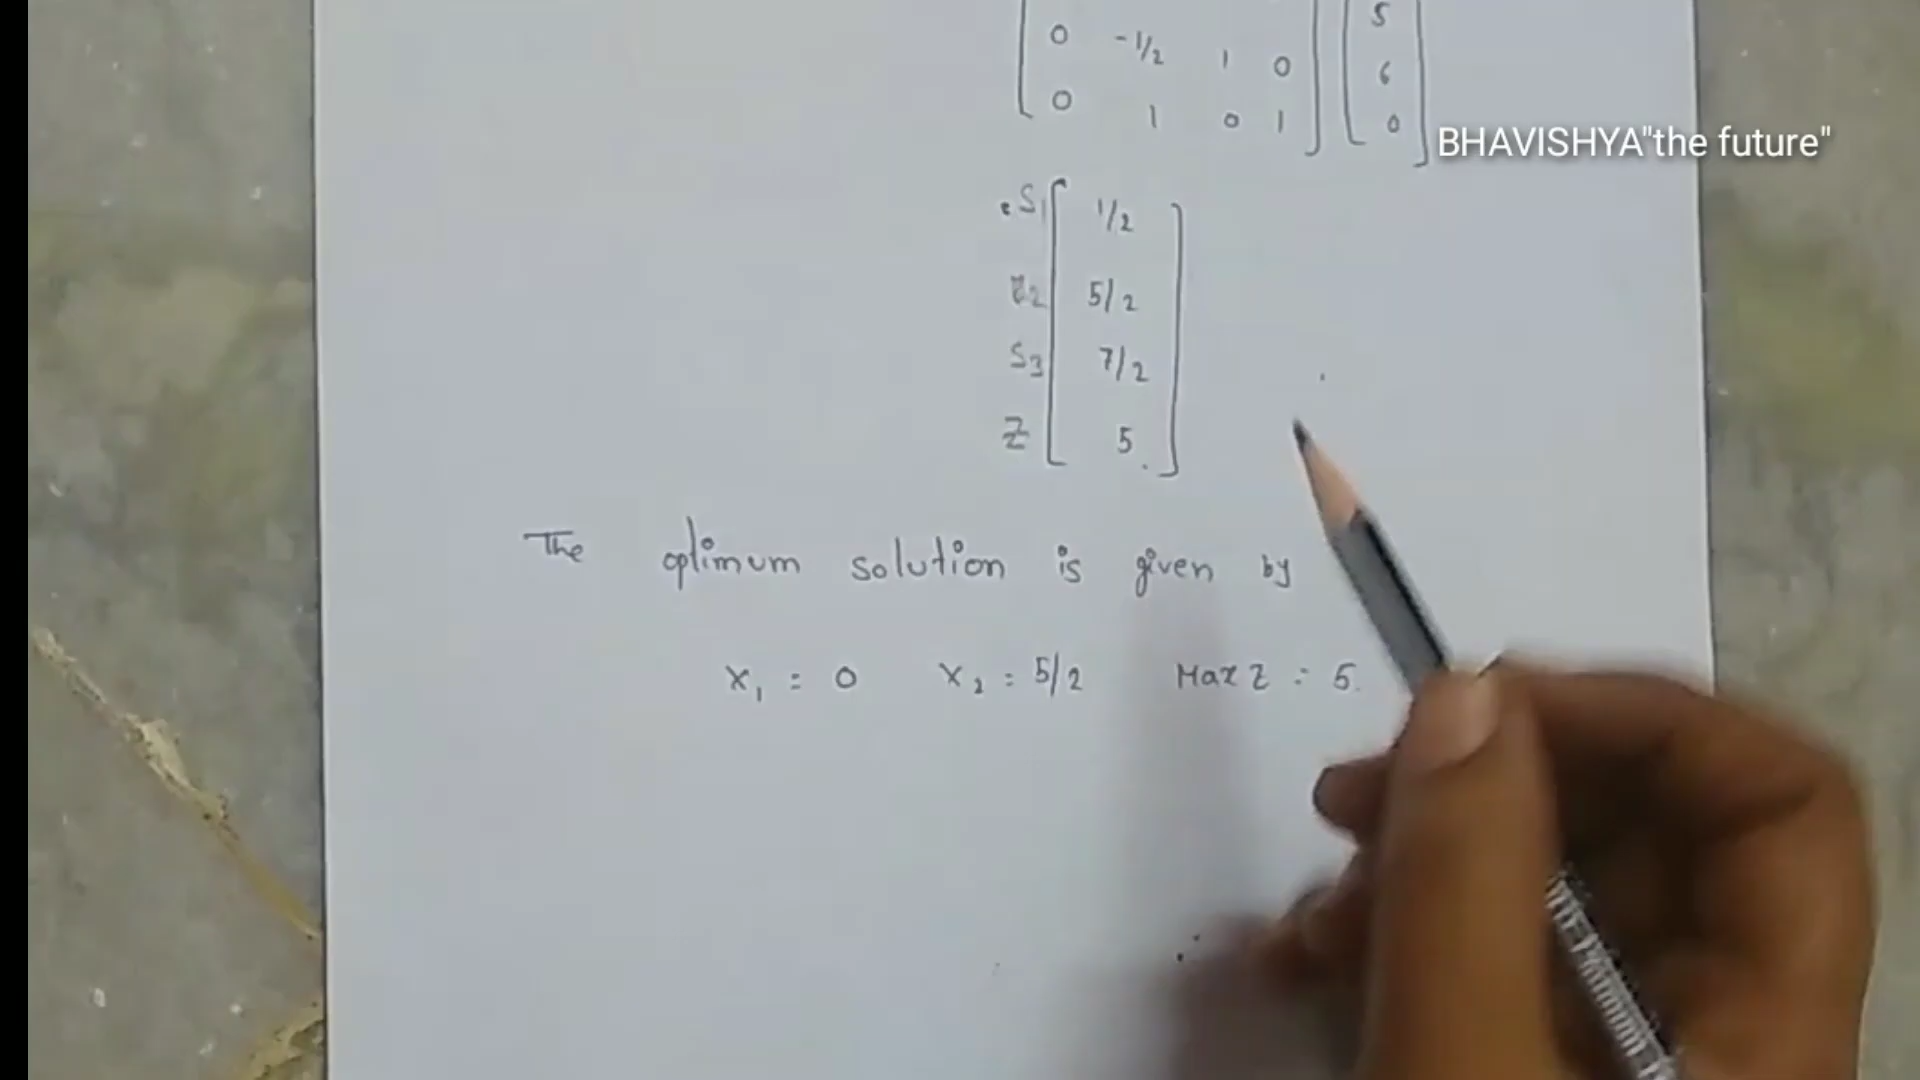 5
0 -1/2 1 0 6
0 1 0 1 0
BHAVISHYA"the future"
S1 1/2
x2 5/2
S3 7/2
Z 5
The optimum solution is given by
x1 = 0 x2 = 5/2 Max Z = 5.